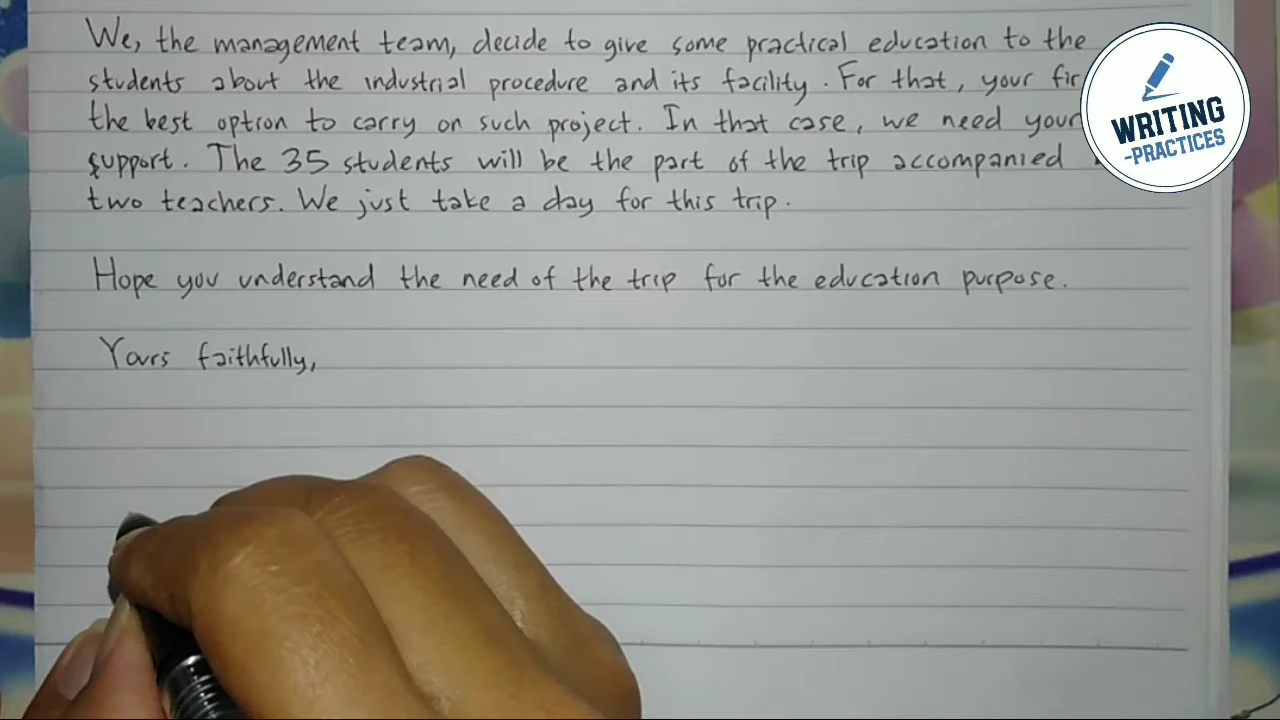 We, the management team, decide to give some practical education to the
students about the industrial procedure and its facility. For that, your
the best option to carry on such project. In that case, we need your
support. The 35 students will be the part of the trip accompanied
two teachers. We just take a day for this trip.
Hope you understand the need of the trip for the education purpose.
Yours faithfully,
WRITING
-PRACTICES